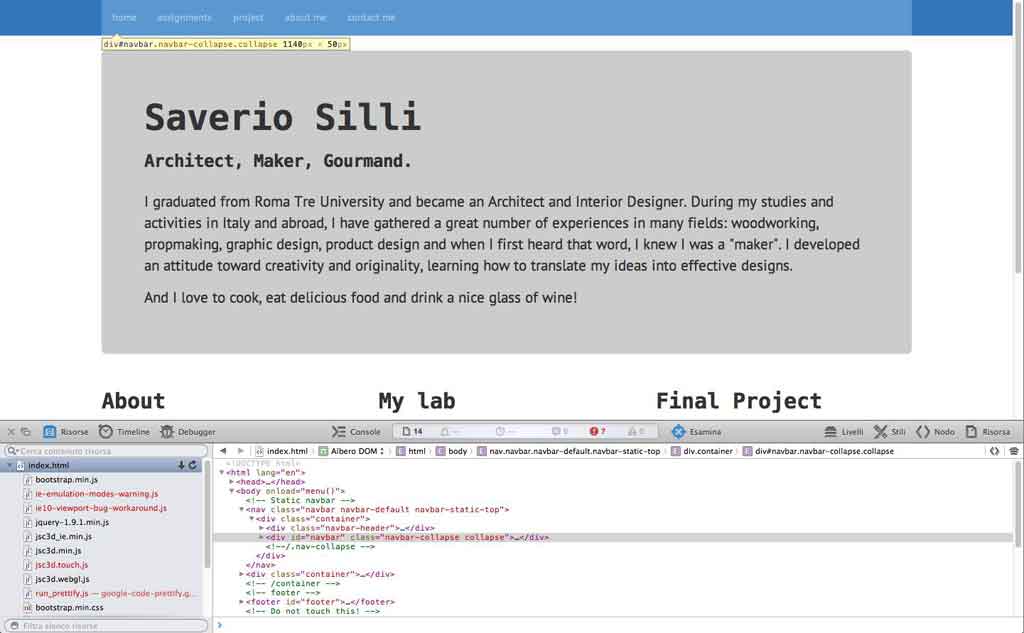 home assignments project about me contact me
div#navbar.navbar-collapse.collapse 1140px × 50px
Saverio Silli
Architect, Maker, Gourmand.
I graduated from Roma Tre University and became an Architect and Interior Designer. During my studies and
activities in Italy and abroad, I have gathered a great number of experiences in many fields: woodworking,
propmaking, graphic design, product design and when I first heard that word, I knew I was a "maker". I developed
an attitude toward creativity and originality, learning how to translate my ideas into effective designs.
And I love to cook, eat delicious food and drink a nice glass of wine!
About My lab Final Project
Risorse Timeline Debugger Console 14 — — 0 7 0 Esamina Livelli Stili Nodo Risorsa
Cerca contenuto risorsa
index.html Albero DOM html body nav.navbar.navbar-default.navbar-static-top div.container div#navbar.navbar-collapse.collapse
index.html
bootstrap.min.js
ie-emulation-modes-warning.js
ie10-viewport-bug-workaround.js
jquery-1.9.1.min.js
jsc3d_ie.min.js
jsc3d.min.js
jsc3d.touch.js
jsc3d.webgl.js
run_prettify.js — google-code-prettify.g...
bootstrap.min.css
Filtra elenco risorse
<!DOCTYPE html>
<html lang="en">
<head>…</head>
<body onload="menu()">
<!-- Static navbar -->
<nav class="navbar navbar-default navbar-static-top">
<div class="container">
<div class="navbar-header">…</div>
<div id="navbar" class="navbar-collapse collapse">…</div>
<!--/.nav-collapse -->
</div>
</nav>
<div class="container">…</div>
<!-- /container -->
<!-- footer -->
<footer id="footer">…</footer>
<!-- Do not touch this! -->